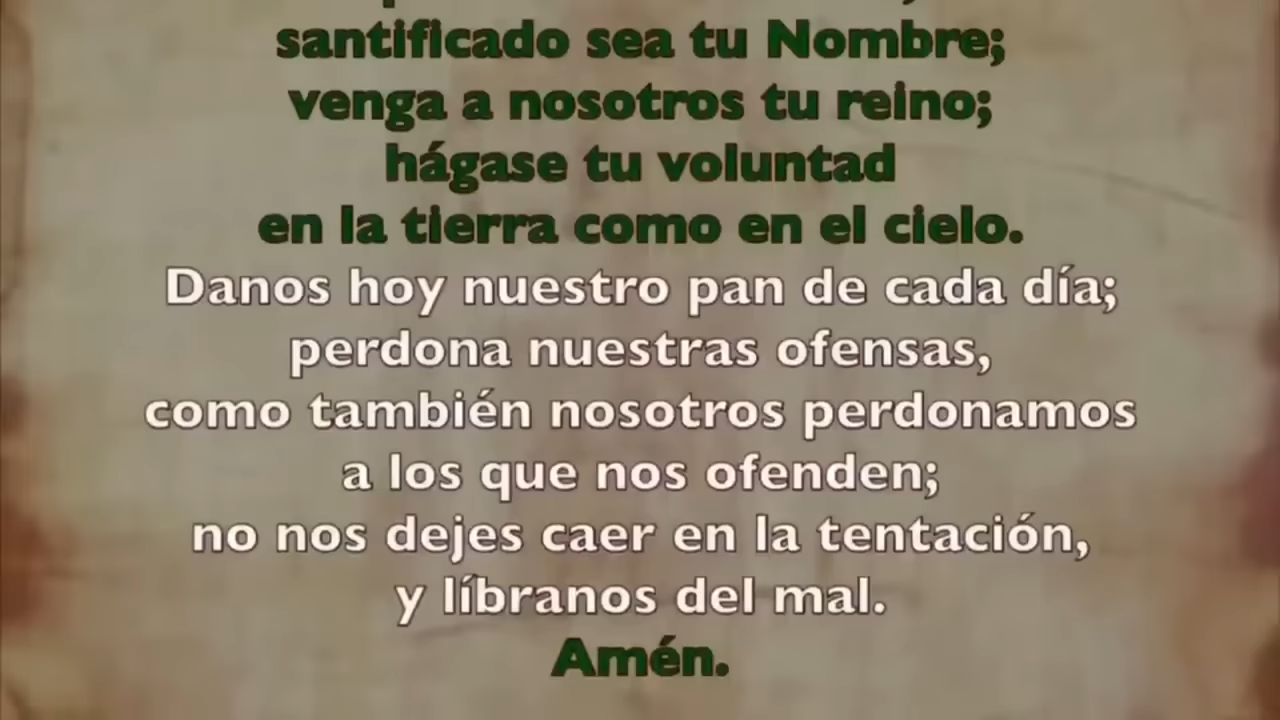 santificado sea tu Nombre;
venga a nosotros tu reino;
hágase tu voluntad
en la tierra como en el cielo.
Danos hoy nuestro pan de cada día;
perdona nuestras ofensas,
como también nosotros perdonamos
a los que nos ofenden;
no nos dejes caer en la tentación,
y líbranos del mal.
Amén.